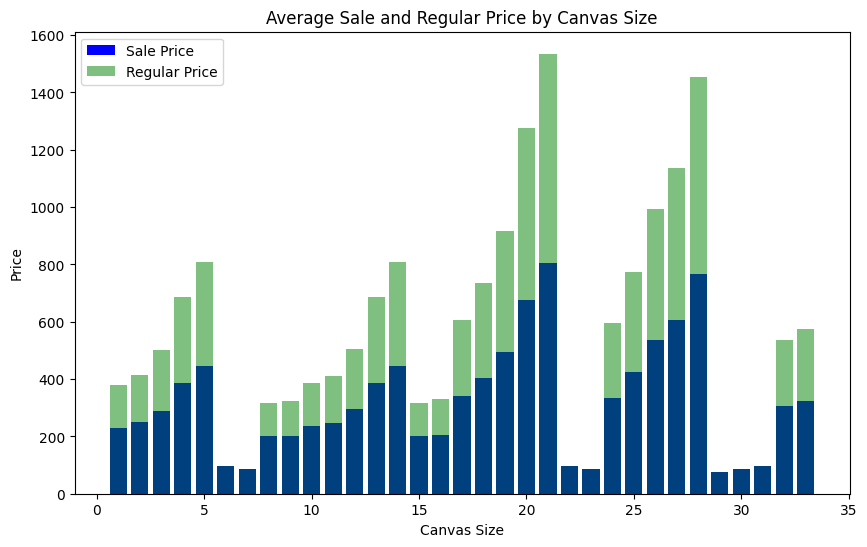 Average Sale and Regular Price by Canvas Size
Sale Price
Regular Price
Price
1600
1400
1200
1000
800
600
400
200
0
0 5 10 15 20 25 30 35
Canvas Size